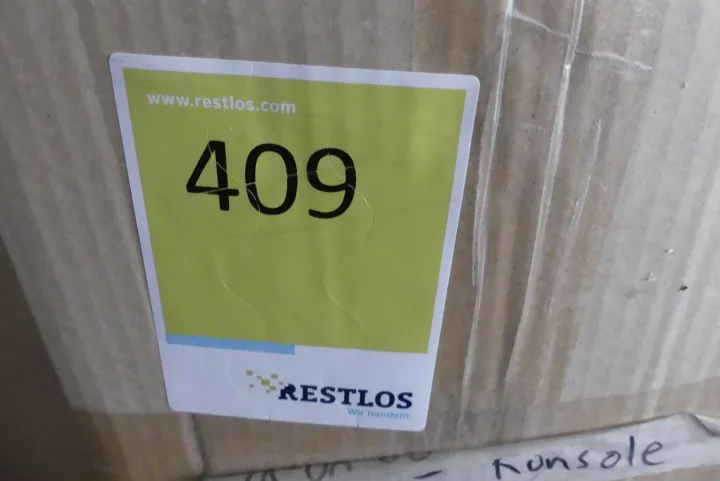 www.restlos.com
409
RESTLOS
Wir handeln.
- Konsole